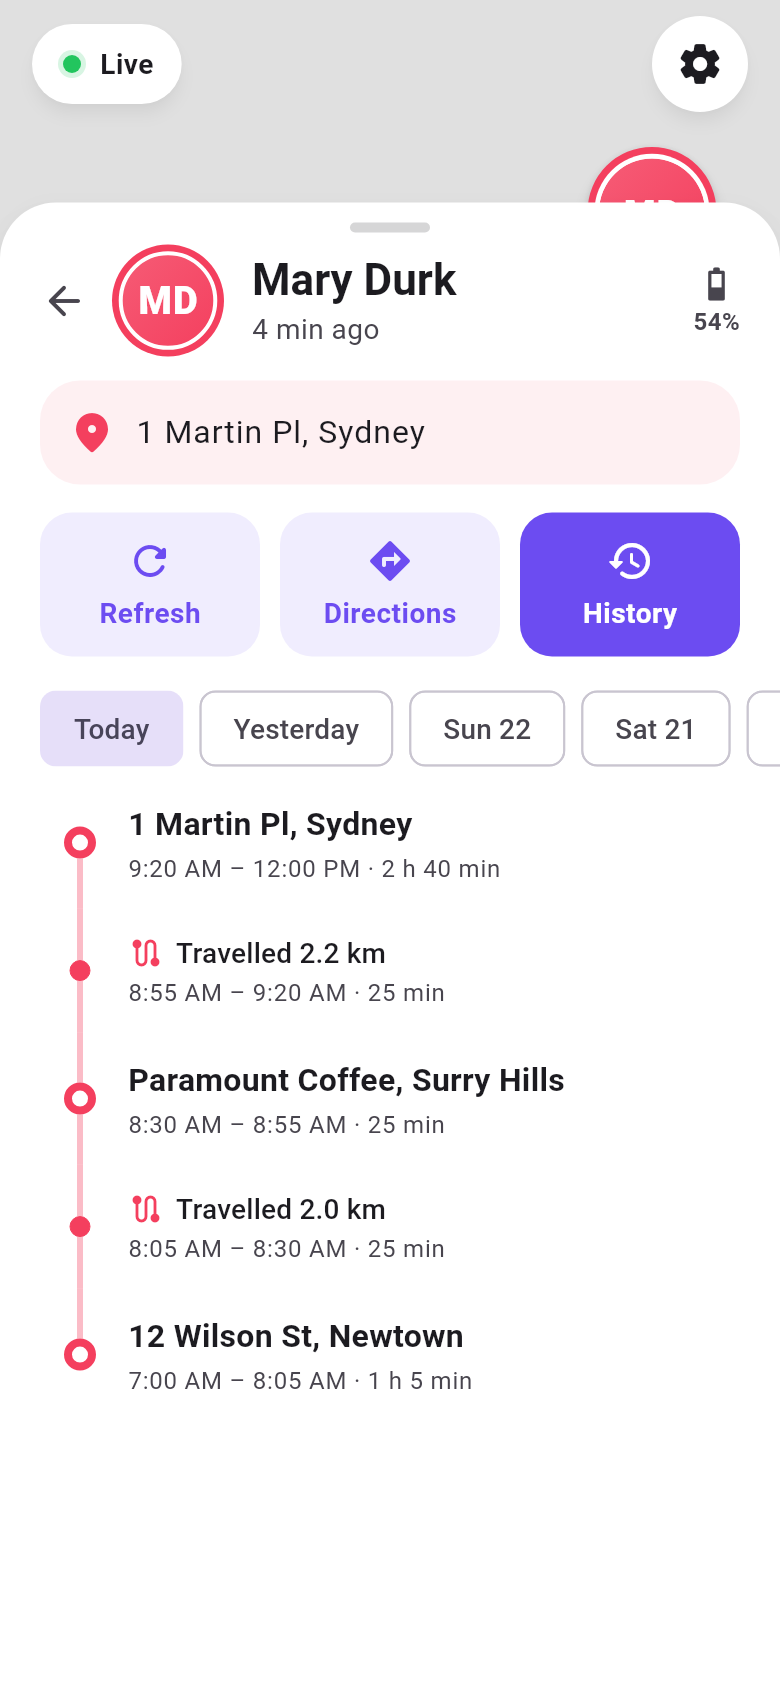 Live
MD
Mary Durk
4 min ago
54%
1 Martin Pl, Sydney
Refresh
Directions
History
Today
Yesterday
Sun 22
Sat 21
1 Martin Pl, Sydney
9:20 AM – 12:00 PM · 2 h 40 min
Travelled 2.2 km
8:55 AM – 9:20 AM · 25 min
Paramount Coffee, Surry Hills
8:30 AM – 8:55 AM · 25 min
Travelled 2.0 km
8:05 AM – 8:30 AM · 25 min
12 Wilson St, Newtown
7:00 AM – 8:05 AM · 1 h 5 min